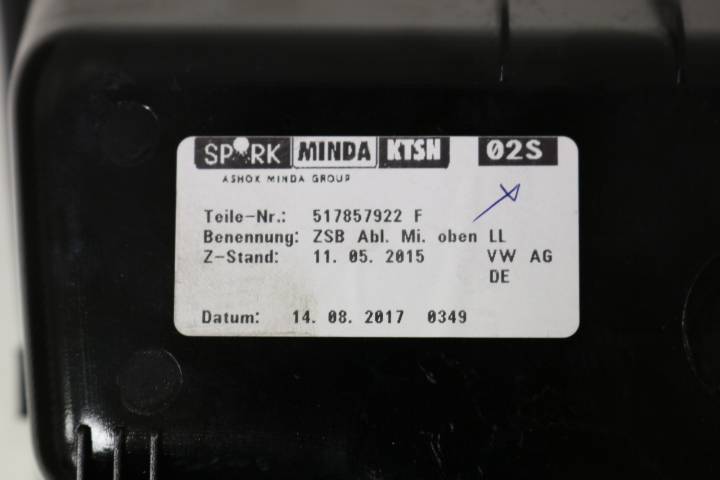 SPARK MINDA KTSN 02S
ASHOK MINDA GROUP
Teile-Nr.: 517857922 F
Benennung: ZSB Abl. Mi. oben LL
Z-Stand: 11. 05. 2015 VW AG
DE
Datum: 14. 08. 2017 0349